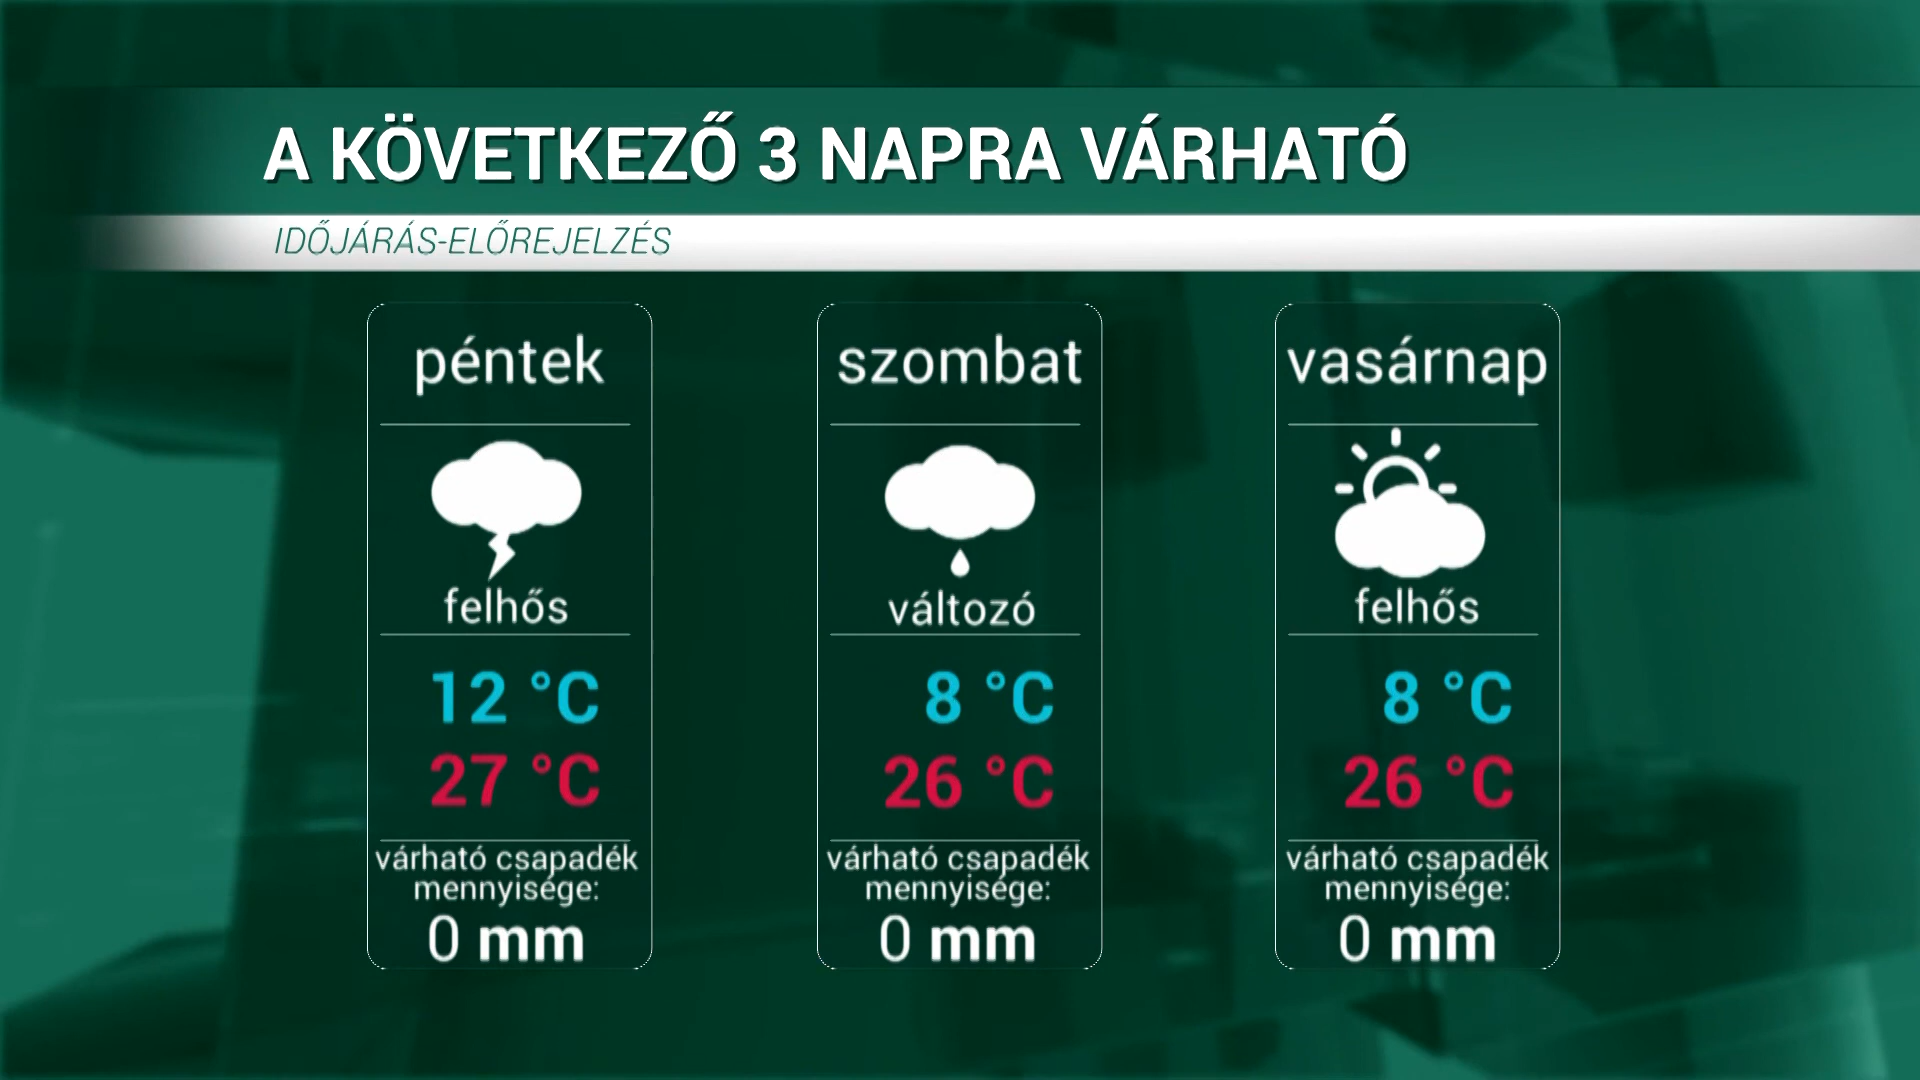 A KÖVETKEZŐ 3 NAPRA VÁRHATÓ
IDŐJÁRÁS-ELŐREJELZÉS
péntek
felhős
12 °C
27 °C
várható csapadék
mennyisége:
0 mm
szombat
változó
8 °C
26 °C
várható csapadék
mennyisége:
0 mm
vasárnap
felhős
8 °C
26 °C
várható csapadék
mennyisége:
0 mm